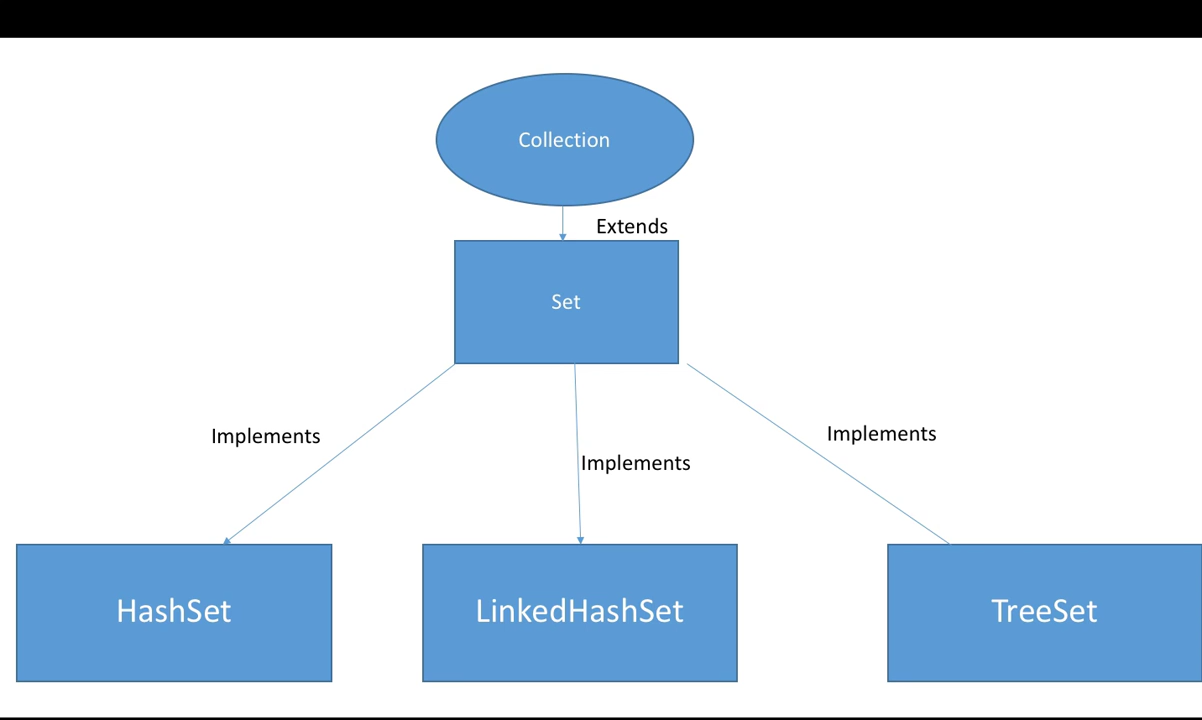 Collection
Extends
Set
Implements
Implements
Implements
HashSet
LinkedHashSet
TreeSet